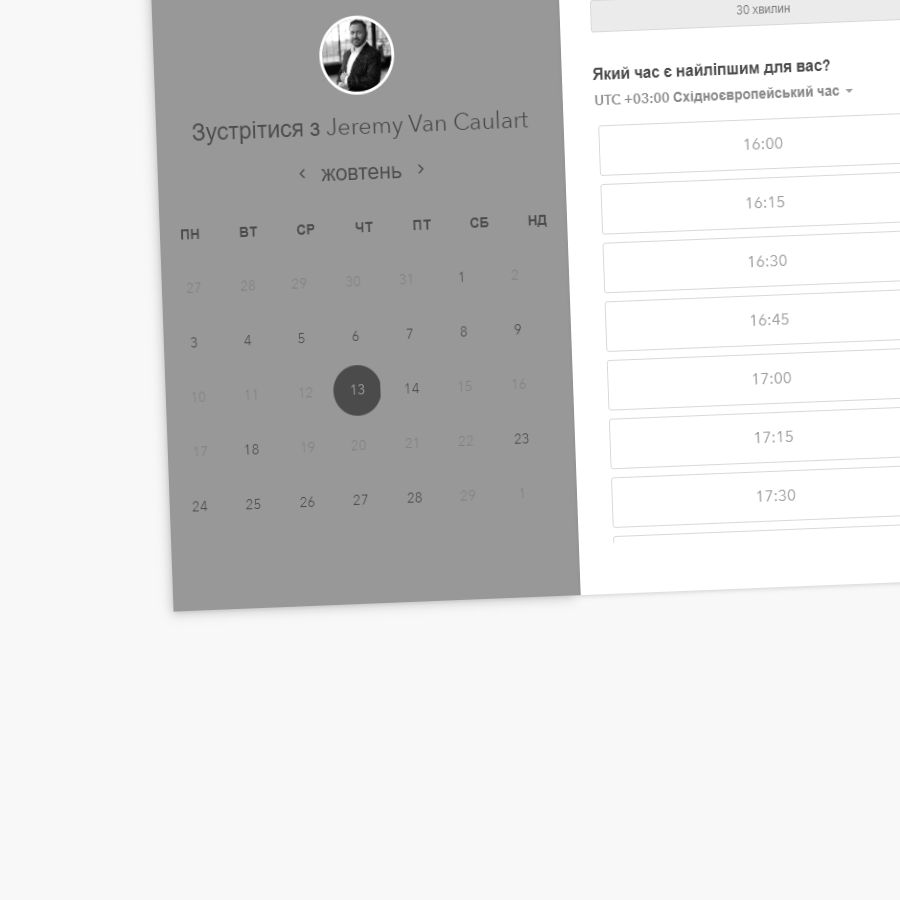 Зустрітися з Jeremy Van Caulart
жовтень
ПН ВТ СР ЧТ ПТ СБ НД
27 28 29 30 31 1 2
3 4 5 6 7 8 9
10 11 12 13 14 15 16
17 18 19 20 21 22 23
24 25 26 27 28 29 1
30 хвилин
Який час є найліпшим для вас?
UTC +03:00 Східноєвропейський час
16:00
16:15
16:30
16:45
17:00
17:15
17:30